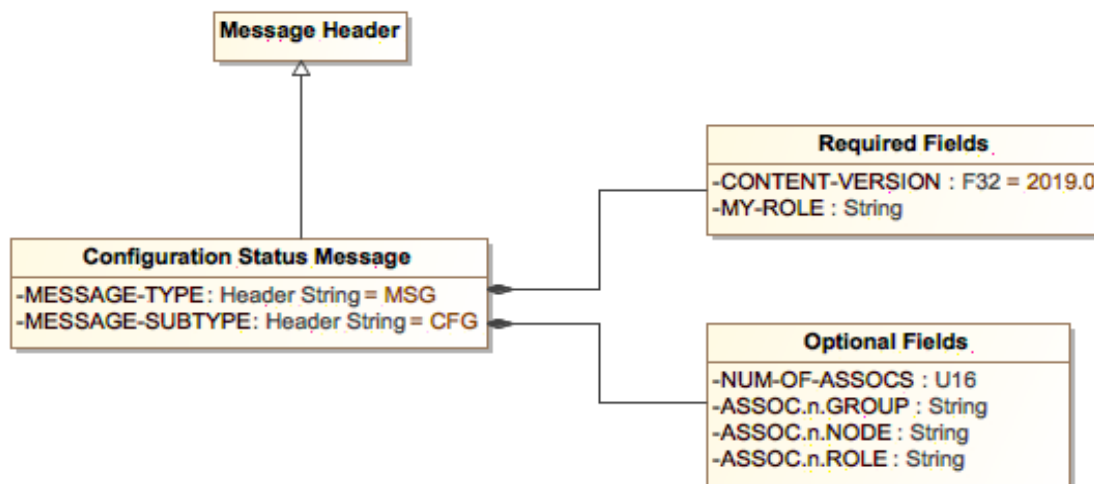 Message Header
Required Fields
-CONTENT-VERSION : F32 = 2019.0
-MY-ROLE : String
Configuration Status Message
-MESSAGE-TYPE: Header String = MSG
-MESSAGE-SUBTYPE: Header String = CFG
Optional Fields
-NUM-OF-ASSOCS : U16
-ASSOC.n.GROUP : String
-ASSOC.n.NODE : String
-ASSOC.n.ROLE : String